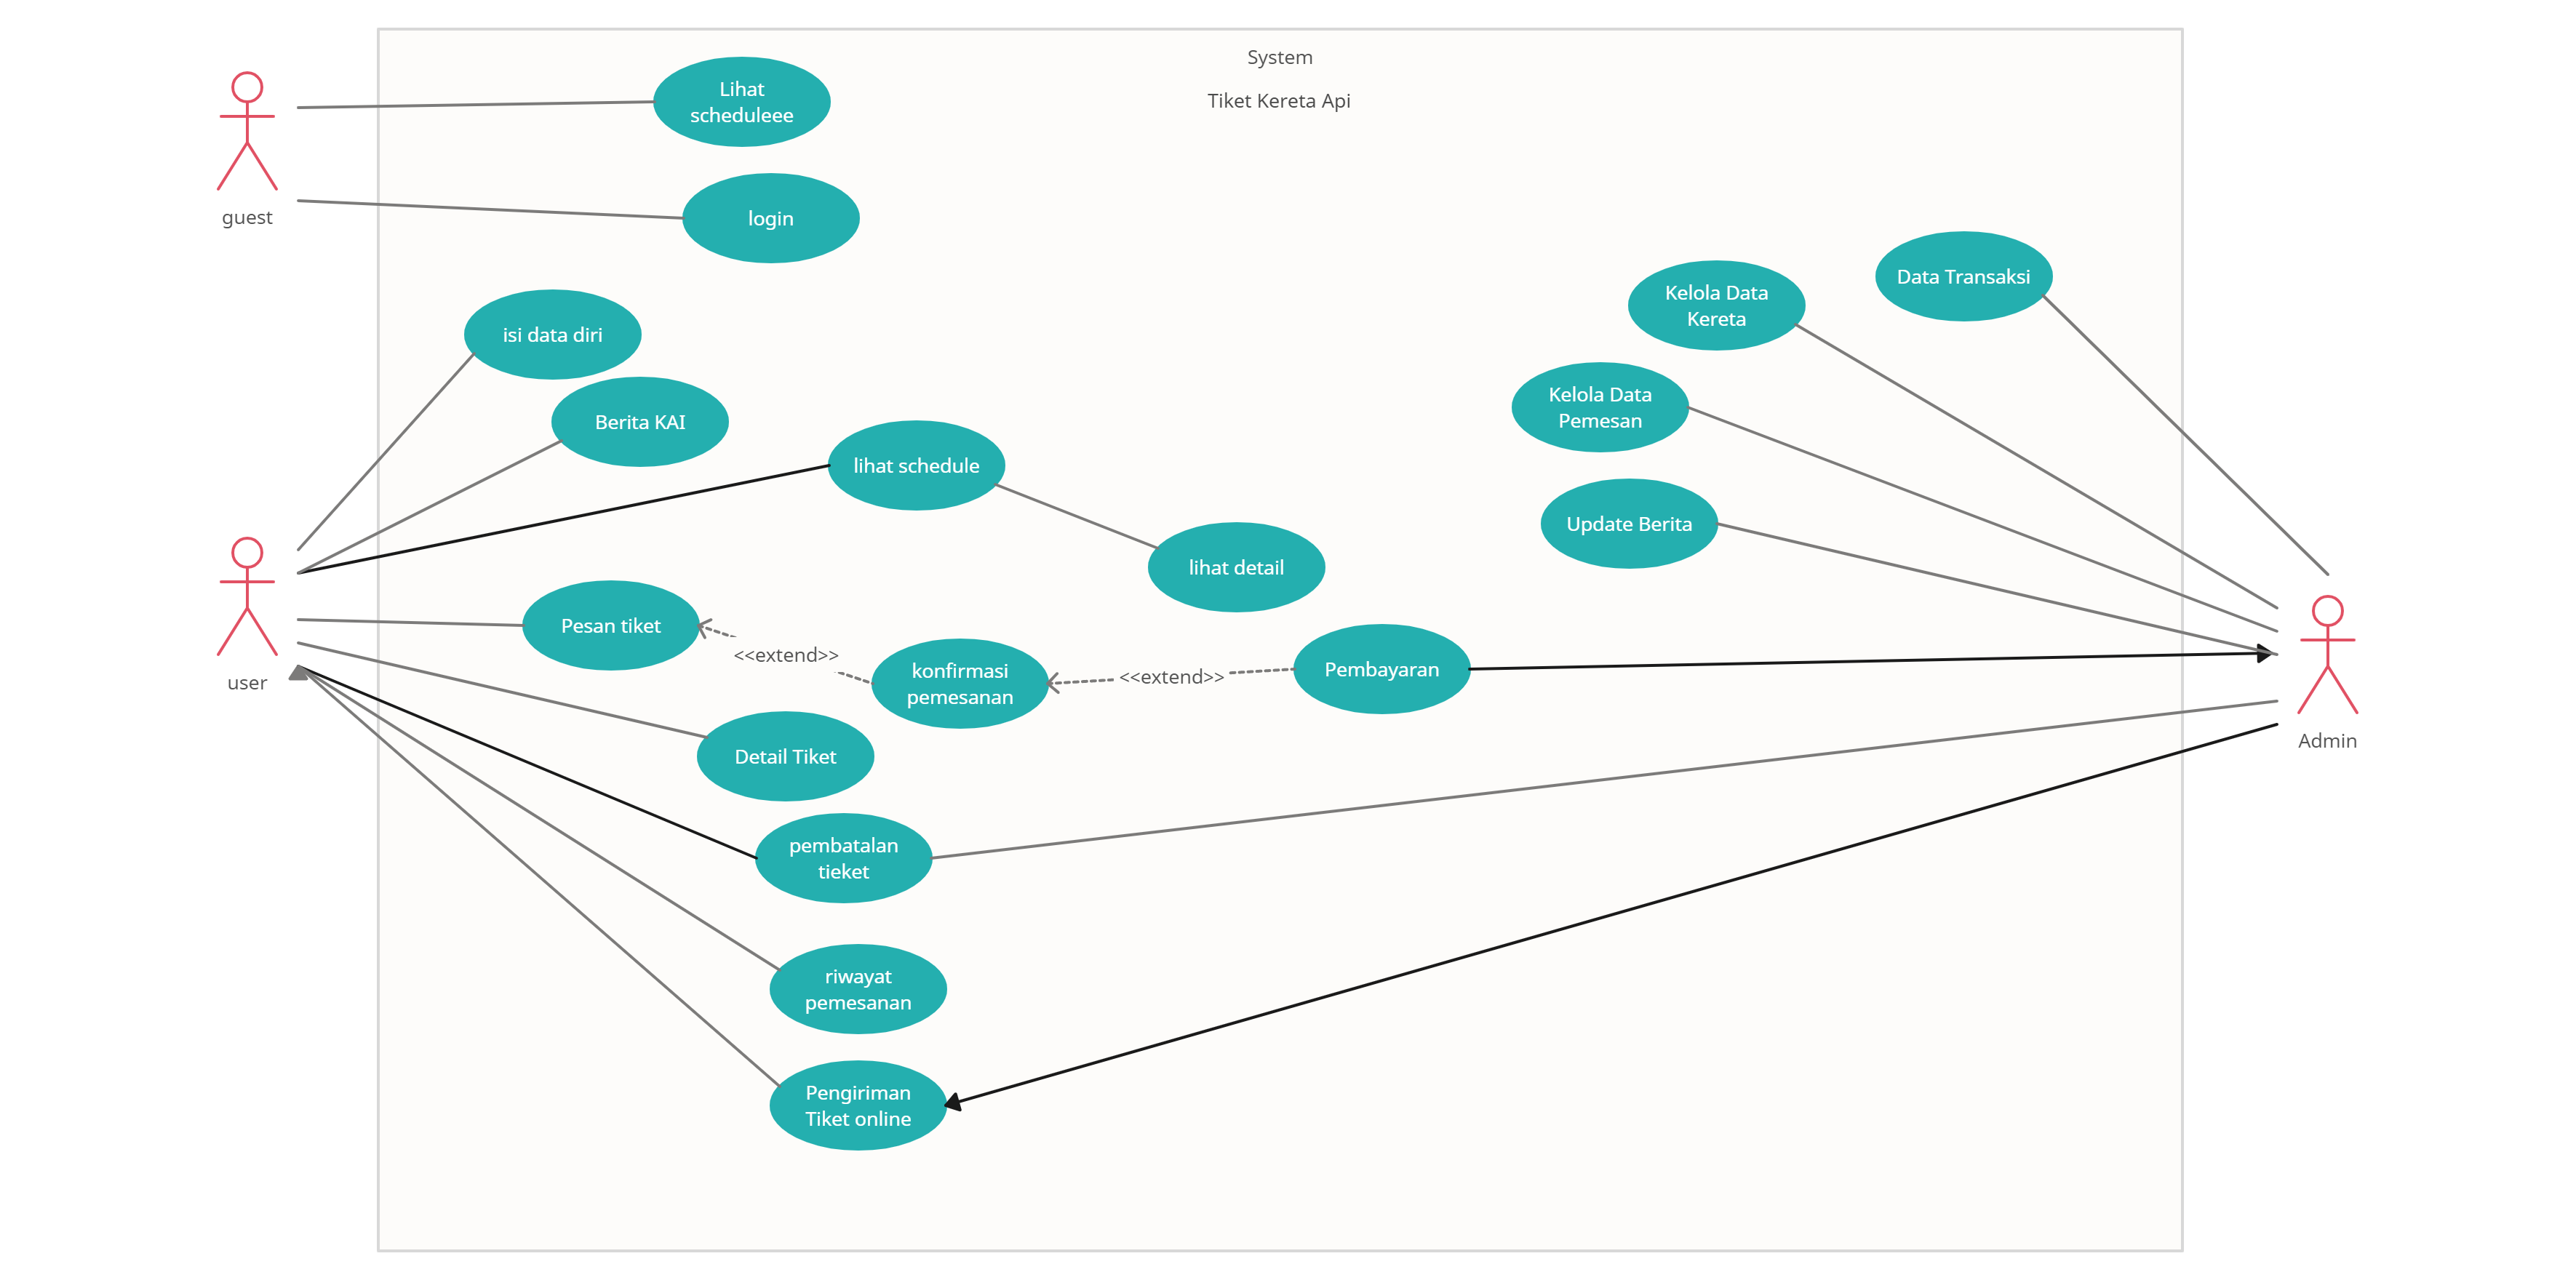 System
Tiket Kereta Api
Lihat
scheduleee
login
guest
Data Transaksi
Kelola Data
Kereta
isi data diri
Kelola Data
Pemesan
Berita KAI
lihat schedule
Update Berita
lihat detail
Pesan tiket
<<extend>>
konfirmasi
pemesanan
<<extend>>
Pembayaran
user
Admin
Detail Tiket
pembatalan
tieket
riwayat
pemesanan
Pengiriman
Tiket online